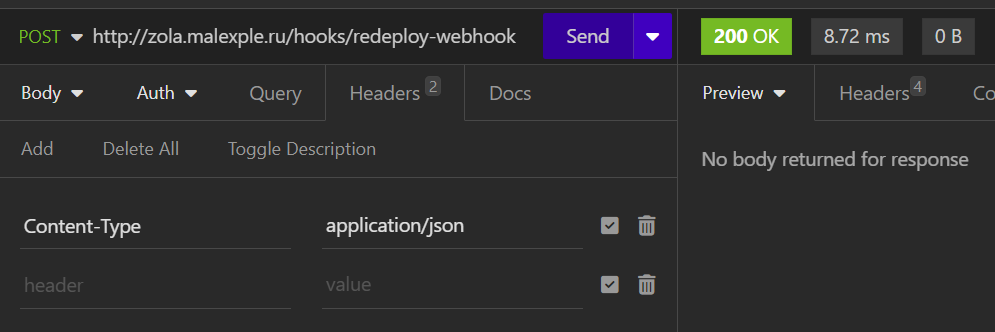 POST http://zola.malexple.ru/hooks/redeploy-webhook Send 200 OK 8.72 ms 0 B
Body Auth Query Headers 2 Docs Preview Headers 4 Co
Add Delete All Toggle Description
No body returned for response
Content-Type application/json
header value